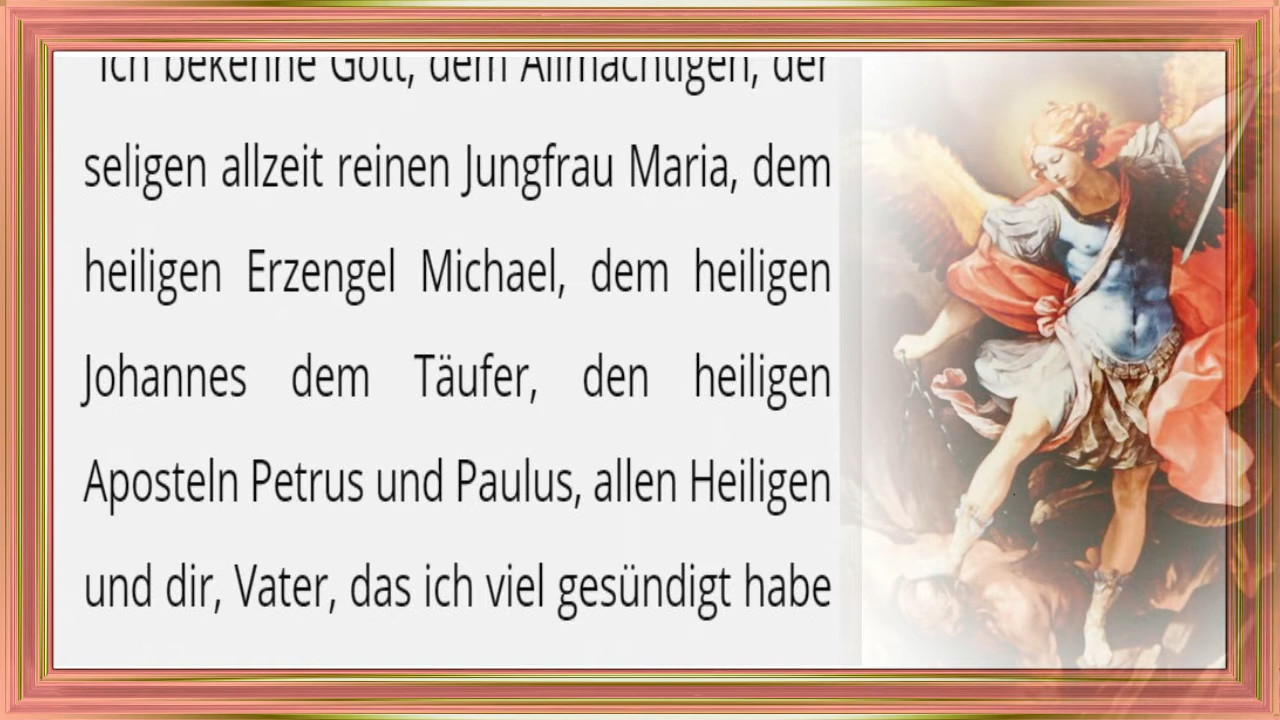 Ich bekenne Gott, dem Allmächtigen, der
seligen allzeit reinen Jungfrau Maria, dem
heiligen Erzengel Michael, dem heiligen
Johannes dem Täufer, den heiligen
Aposteln Petrus und Paulus, allen Heiligen
und dir, Vater, das ich viel gesündigt habe